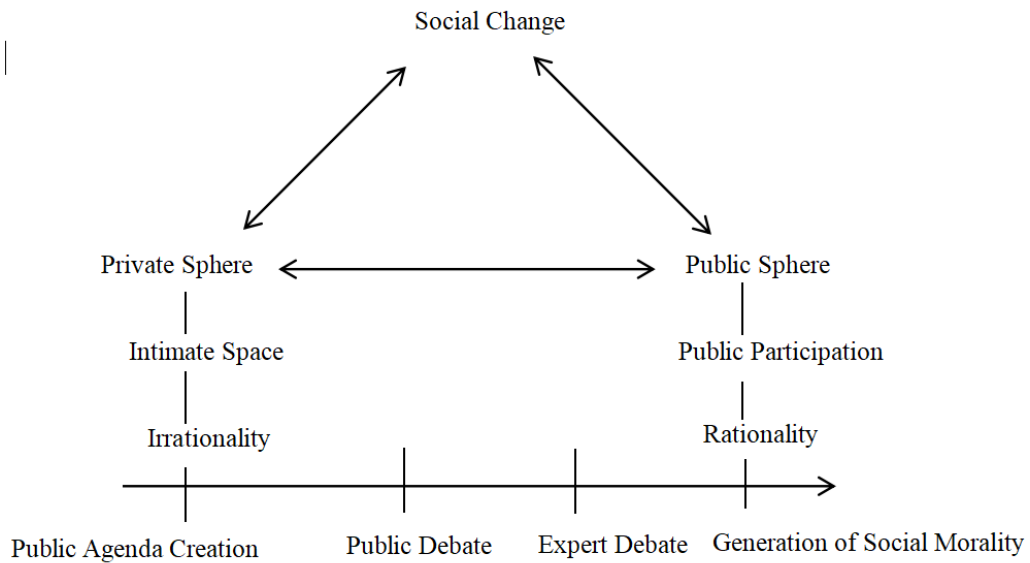 Social Change
Private Sphere
Public Sphere
Intimate Space
Public Participation
Irrationality
Rationality
Public Agenda Creation
Public Debate
Expert Debate
Generation of Social Morality